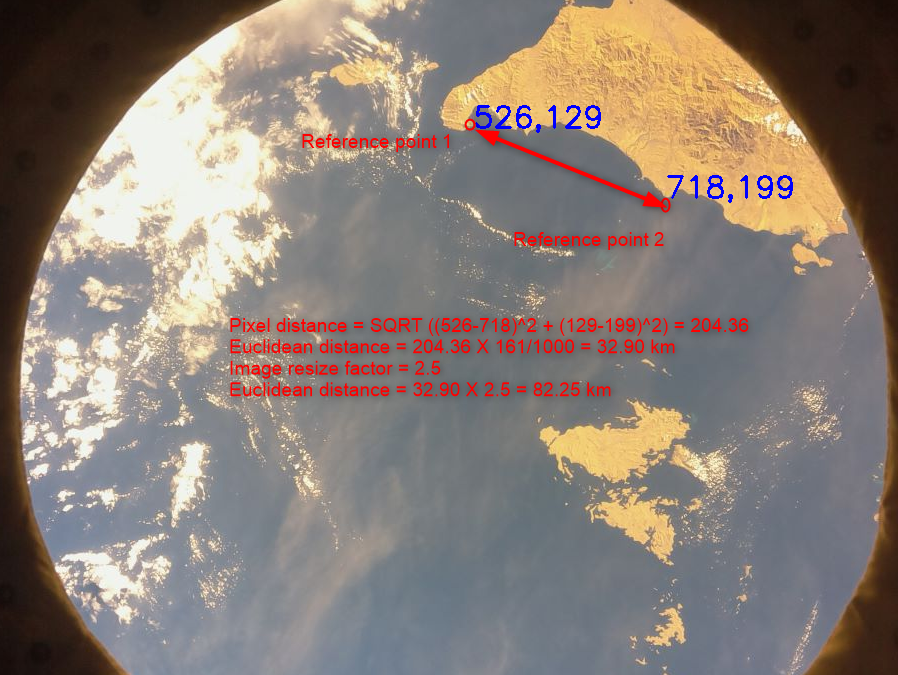 526,129
Reference point 1
718,199
Reference point 2
Pixel distance = SQRT ((526-718)^2 + (129-199)^2) = 204.36
Euclidean distance = 204.36 X 161/1000 = 32.90 km
Image resize factor = 2.5
Euclidean distance = 32.90 X 2.5 = 82.25 km